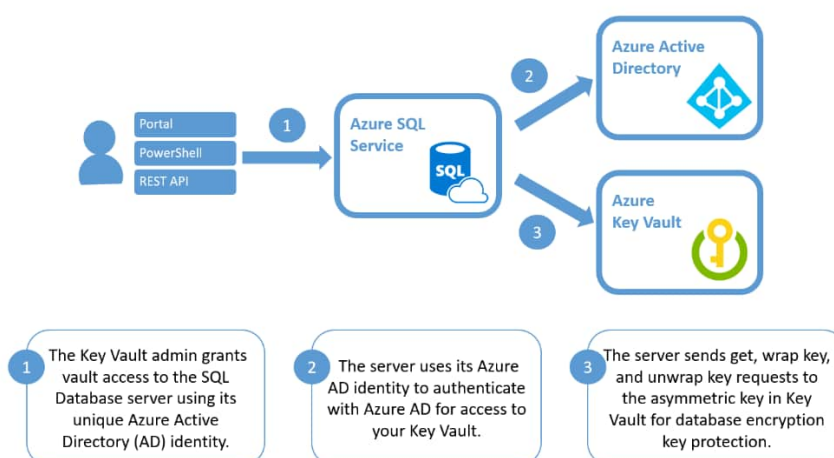 Azure Active
Directory
2
Portal
PowerShell
REST API
1
Azure SQL
Service
SQL
Azure
Key Vault
3
1
The Key Vault admin grants
vault access to the SQL
Database server using its
unique Azure Active
Directory (AD) identity.
2
The server uses its Azure
AD identity to authenticate
with Azure AD for access to
your Key Vault.
3
The server sends get, wrap key,
and unwrap key requests to
the asymmetric key in Key
Vault for database encryption
key protection.